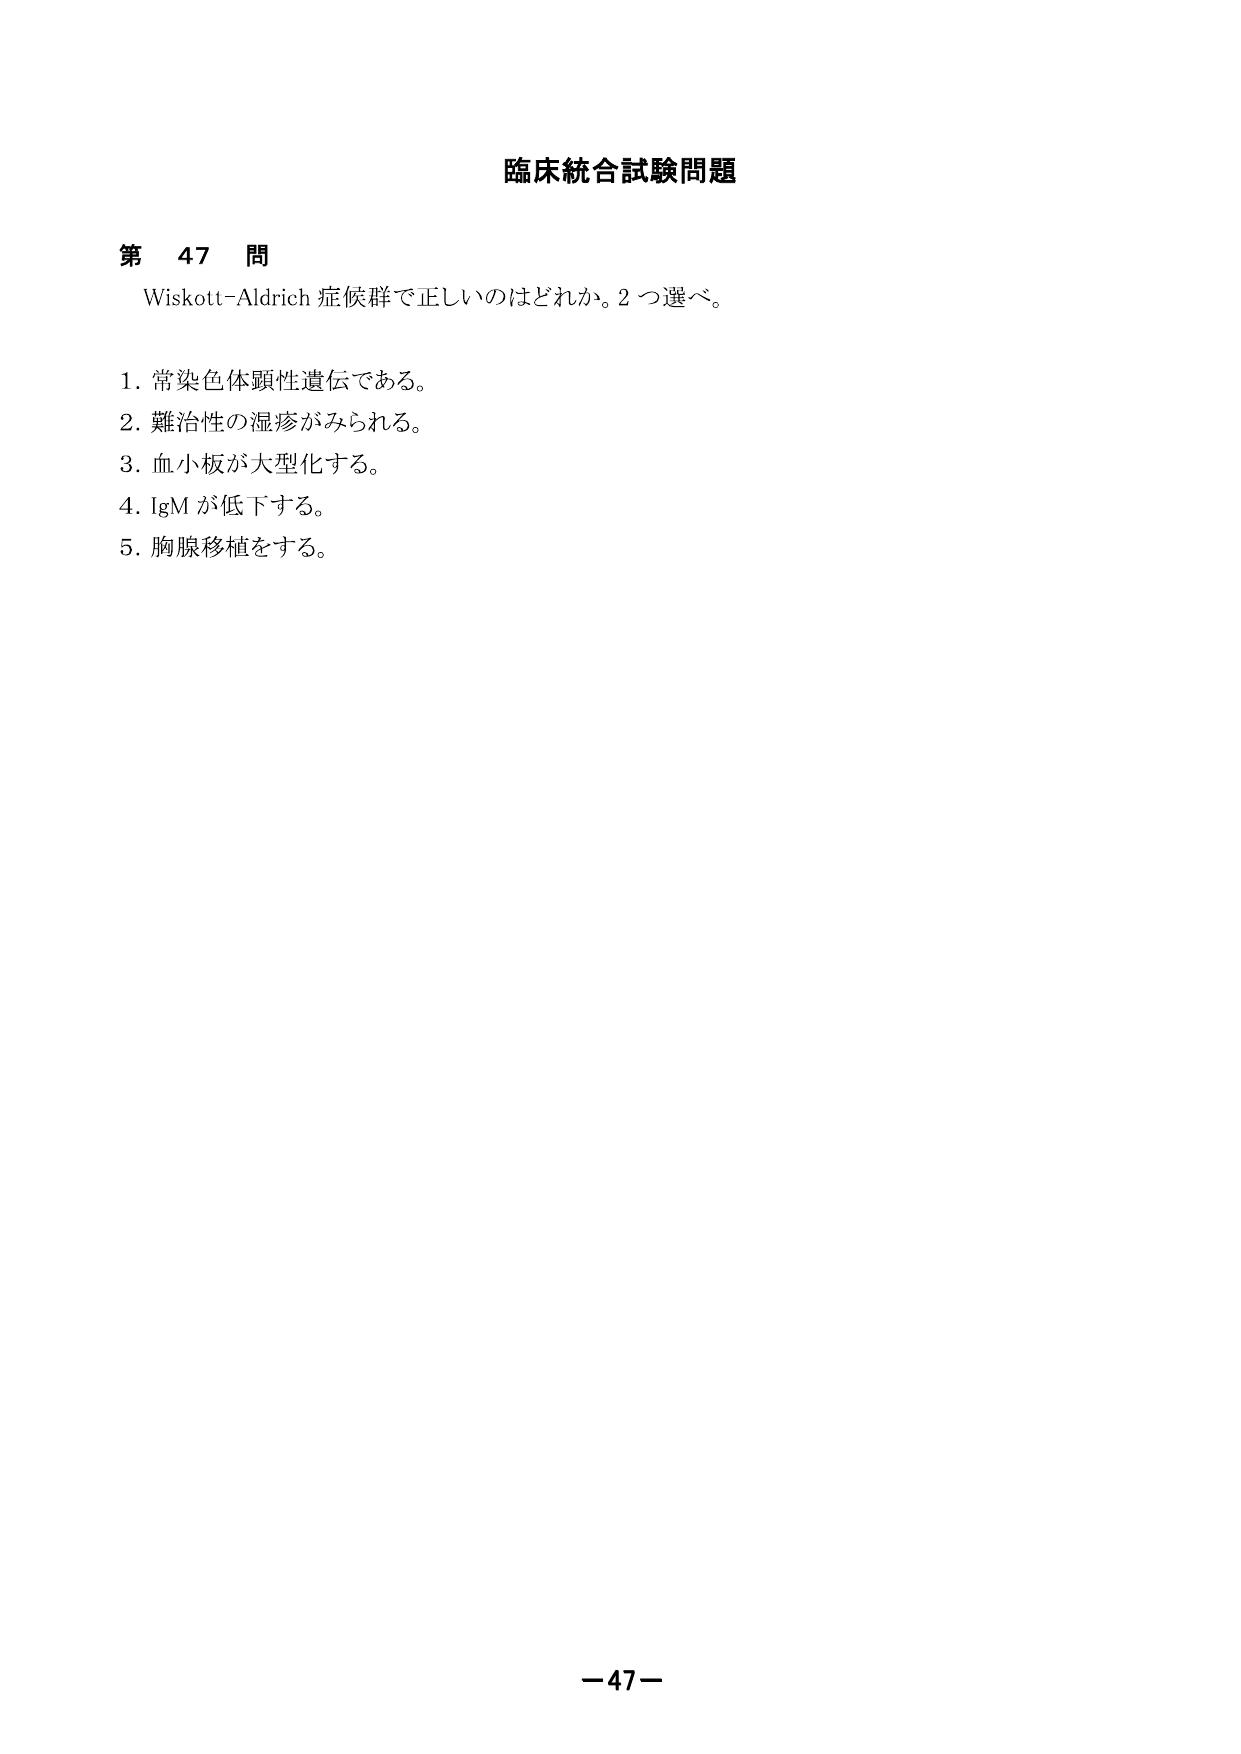 臨床統合試験問題
第 47 問
Wiskott-Aldrich 症候群で正しいのはどれか。2 つ選べ。
1. 常染色体顕性遺伝である。
2. 難治性の湿疹がみられる。
3. 血小板が大型化する。
4. IgM が低下する。
5. 胸腺移植をする。
—47—